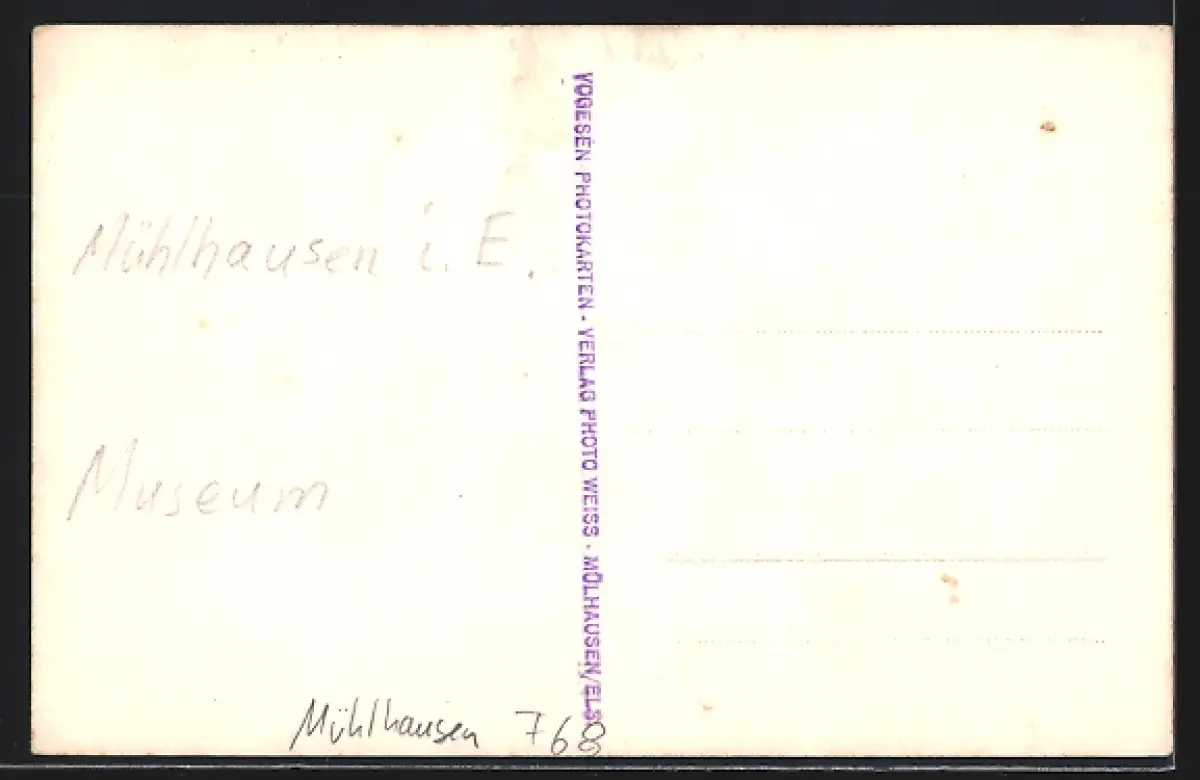 Mühlhausen i. E.
Museum
Mühlhausen 768
VOGESEN PHOTOKARTEN - VERLAG PHOTO WEISS - MÜLHAUSEN/ELS.